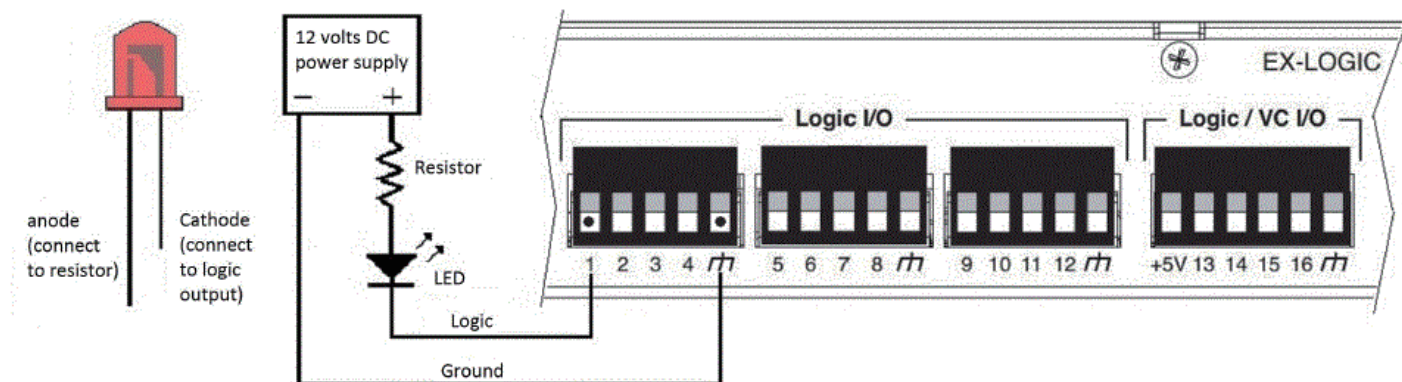 12 volts DC
power supply
− +
Resistor
LED
Logic
Ground
anode
(connect
to resistor)
Cathode
(connect
to logic
output)
EX-LOGIC
Logic I/O
Logic / VC I/O
1 2 3 4
5 6 7 8
9 10 11 12
+5V 13 14 15 16